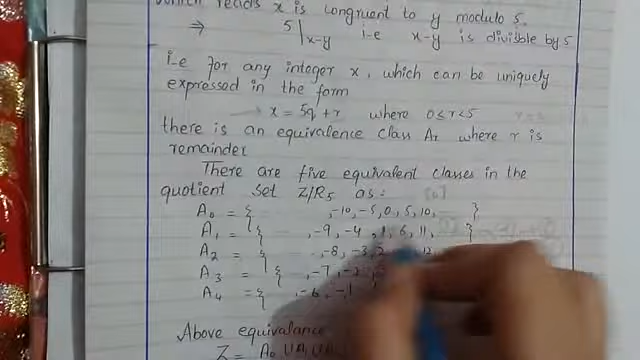 which reads x is congruent to y modulo 5.
⇒ 5 | x-y i-e x-y is divisible by 5
i-e for any integer x, which can be uniquely
expressed in the form
x = 5q + r where 0 ≤ r < 5
there is an equivalence class Ar where r is
remainder
There are five equivalent classes in the
quotient set Z/R5 as:
A0 = { , -10, -5, 0, 5, 10, }
A1 = { , -9, -4, 1, 6, 11, }
A2 = { , -8, -3, 2 12,
A3 = { , -7, -2,
A4 = { , -6, -1
Above equivalance
Z = A0 U A1 U